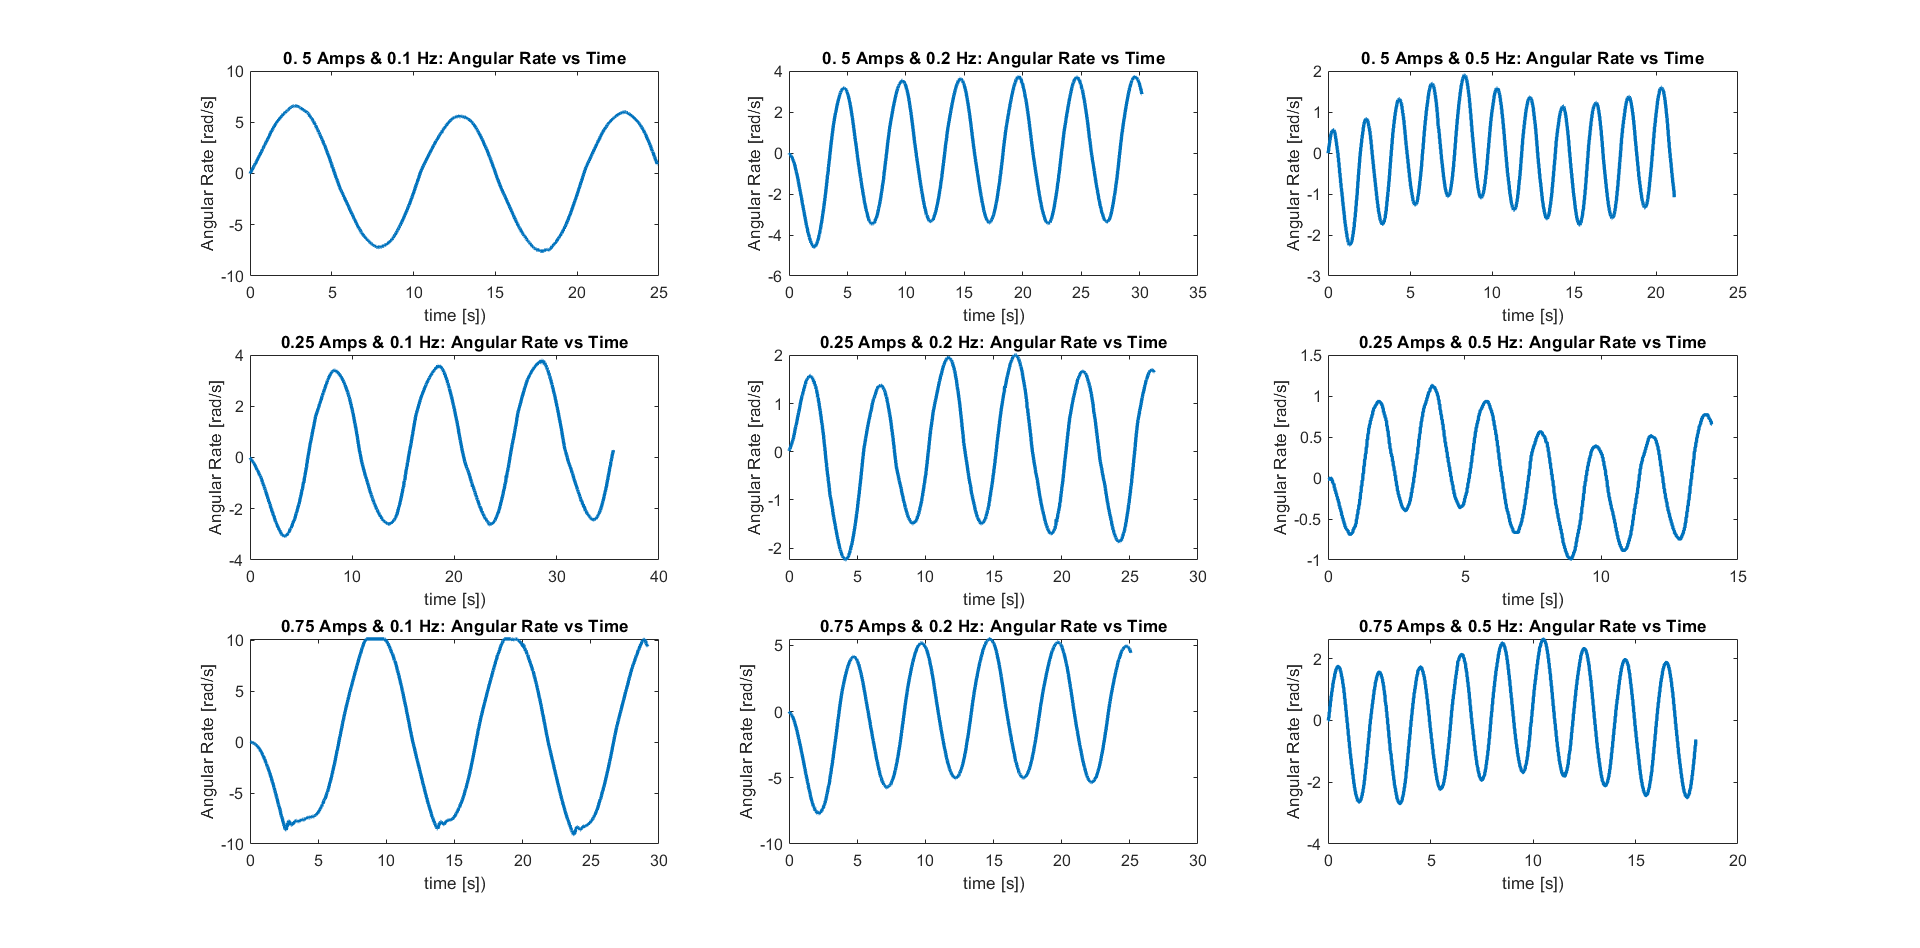 0. 5 Amps & 0.1 Hz: Angular Rate vs Time
10
5
0
-5
-10
Angular Rate [rad/s]
0 5 10 15 20 25
time [s])
0. 5 Amps & 0.2 Hz: Angular Rate vs Time
4
2
0
-2
-4
-6
Angular Rate [rad/s]
0 5 10 15 20 25 30 35
time [s])
0. 5 Amps & 0.5 Hz: Angular Rate vs Time
2
1
0
-1
-2
-3
Angular Rate [rad/s]
0 5 10 15 20 25
time [s])
0.25 Amps & 0.1 Hz: Angular Rate vs Time
4
2
0
-2
-4
Angular Rate [rad/s]
0 10 20 30 40
time [s])
0.25 Amps & 0.2 Hz: Angular Rate vs Time
2
1
0
-1
-2
Angular Rate [rad/s]
0 5 10 15 20 25 30
time [s])
0.25 Amps & 0.5 Hz: Angular Rate vs Time
1.5
1
0.5
0
-0.5
-1
Angular Rate [rad/s]
0 5 10 15
time [s])
0.75 Amps & 0.1 Hz: Angular Rate vs Time
10
5
0
-5
-10
Angular Rate [rad/s]
0 5 10 15 20 25 30
time [s])
0.75 Amps & 0.2 Hz: Angular Rate vs Time
5
0
-5
-10
Angular Rate [rad/s]
0 5 10 15 20 25 30
time [s])
0.75 Amps & 0.5 Hz: Angular Rate vs Time
2
0
-2
-4
Angular Rate [rad/s]
0 5 10 15 20
time [s])